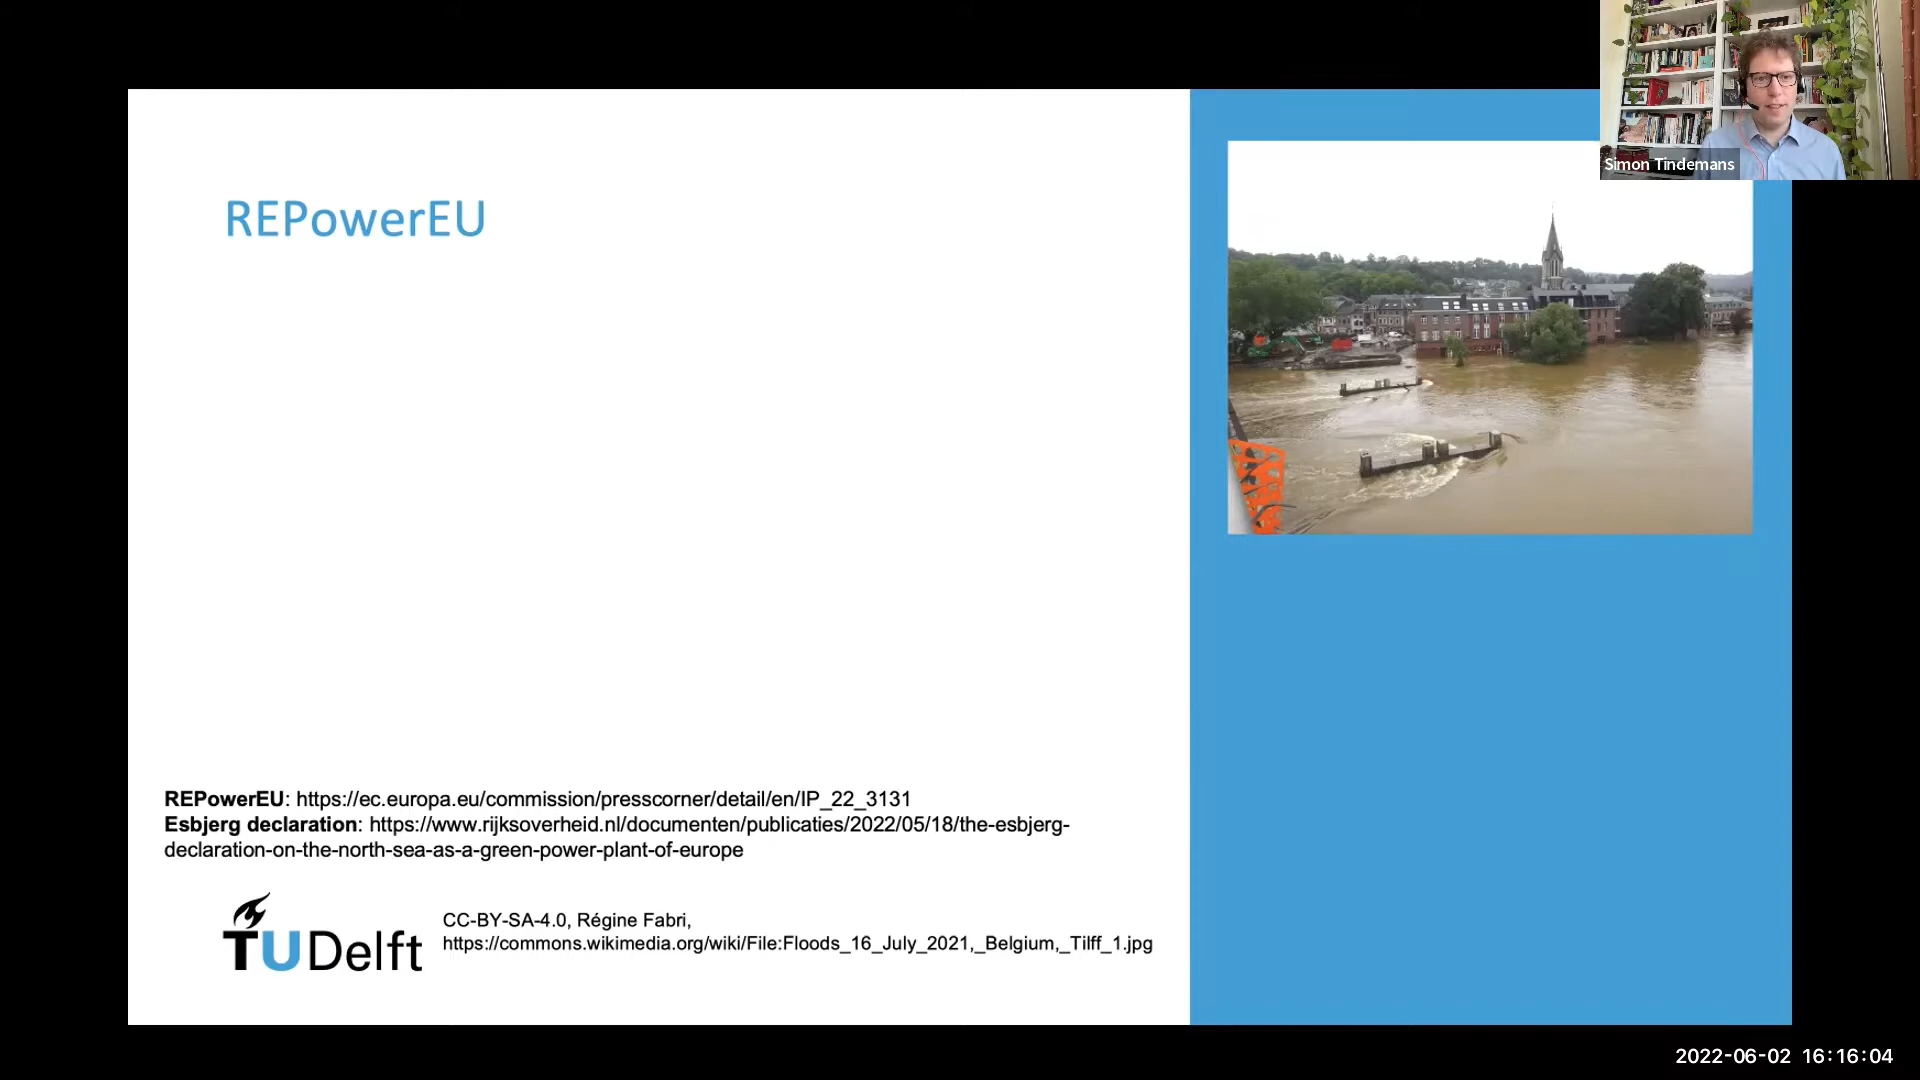 Simon Tindemans
REPowerEU
REPowerEU: https://ec.europa.eu/commission/presscorner/detail/en/IP_22_3131
Esbjerg declaration: https://www.rijksoverheid.nl/documenten/publicaties/2022/05/18/the-esbjerg-
declaration-on-the-north-sea-as-a-green-power-plant-of-europe
TUDelft
CC-BY-SA-4.0, Régine Fabri,
https://commons.wikimedia.org/wiki/File:Floods_16_July_2021,_Belgium,_Tilff_1.jpg
2022-06-02 16:16:04